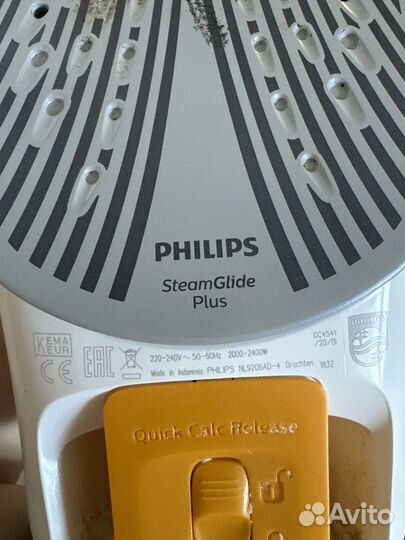 PHILIPS
SteamGlide
Plus
KEMA
KEUR
EAC
CE
GC4541
/20/BI
220-240V~ 50-60Hz 2000-2400W
Made in Indonesia PHILIPS NL9206AD-4 Drachten 1832
Quick Calc Release
Avito